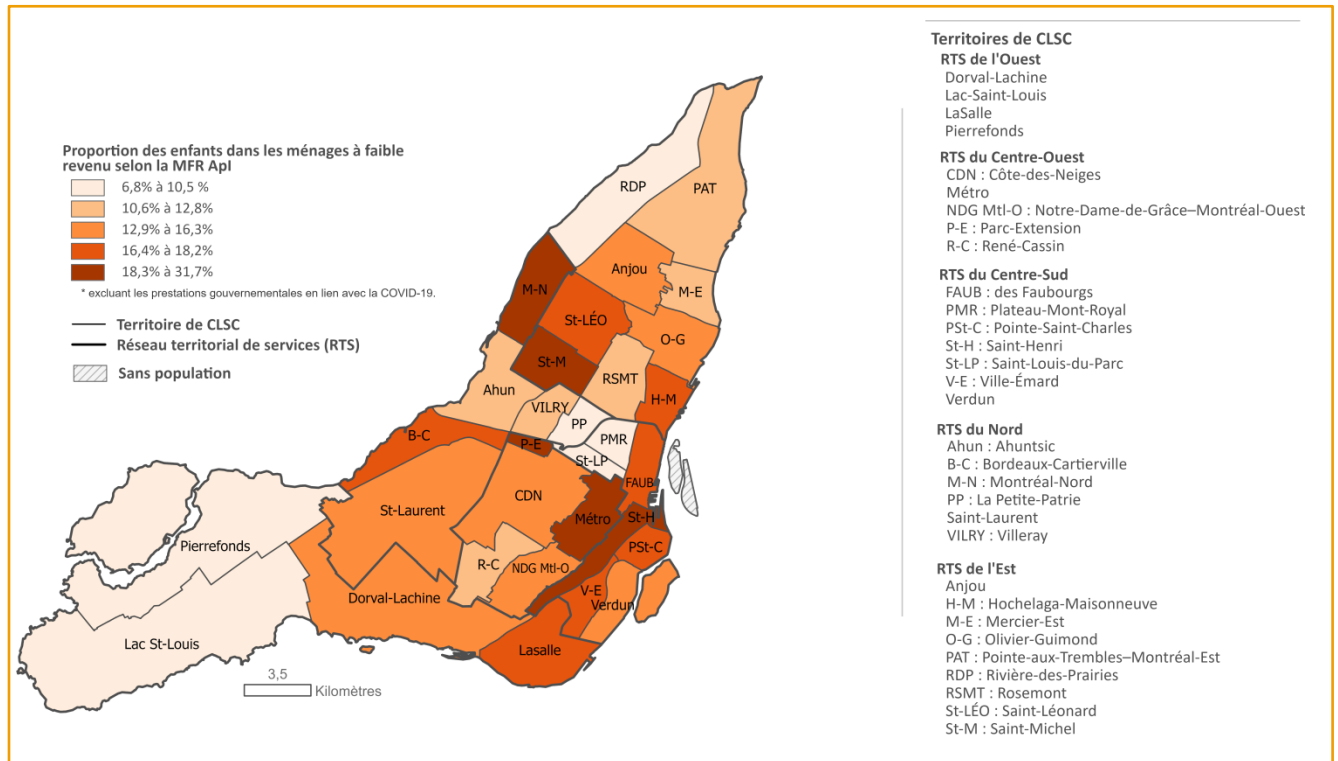 Proportion des enfants dans les ménages à faible
revenu selon la MFR ApI
6,8% à 10,5 %
10,6% à 12,8%
12,9% à 16,3%
16,4% à 18,2%
18,3% à 31,7%
* excluant les prestations gouvernementales en lien avec la COVID-19.
Territoire de CLSC
Réseau territorial de services (RTS)
Sans population
RDP
PAT
Anjou
M-E
M-N
St-LÉO
O-G
St-M
RSMT
Ahun
H-M
VILRY
PP
PMR
B-C
P-E
St-LP
FAUB
CDN
St-Laurent
Métro
St-H
Pierrefonds
PSt-C
R-C
NDG Mtl-O
V-E
Verdun
Dorval-Lachine
Lac St-Louis
Lasalle
3,5
Kilomètres
Territoires de CLSC
RTS de l'Ouest
Dorval-Lachine
Lac-Saint-Louis
LaSalle
Pierrefonds
RTS du Centre-Ouest
CDN : Côte-des-Neiges
Métro
NDG Mtl-O : Notre-Dame-de-Grâce–Montréal-Ouest
P-E : Parc-Extension
R-C : René-Cassin
RTS du Centre-Sud
FAUB : des Faubourgs
PMR : Plateau-Mont-Royal
PSt-C : Pointe-Saint-Charles
St-H : Saint-Henri
St-LP : Saint-Louis-du-Parc
V-E : Ville-Émard
Verdun
RTS du Nord
Ahun : Ahuntsic
B-C : Bordeaux-Cartierville
M-N : Montréal-Nord
PP : La Petite-Patrie
Saint-Laurent
VILRY : Villeray
RTS de l'Est
Anjou
H-M : Hochelaga-Maisonneuve
M-E : Mercier-Est
O-G : Olivier-Guimond
PAT : Pointe-aux-Trembles–Montréal-Est
RDP : Rivière-des-Prairies
RSMT : Rosemont
St-LÉO : Saint-Léonard
St-M : Saint-Michel